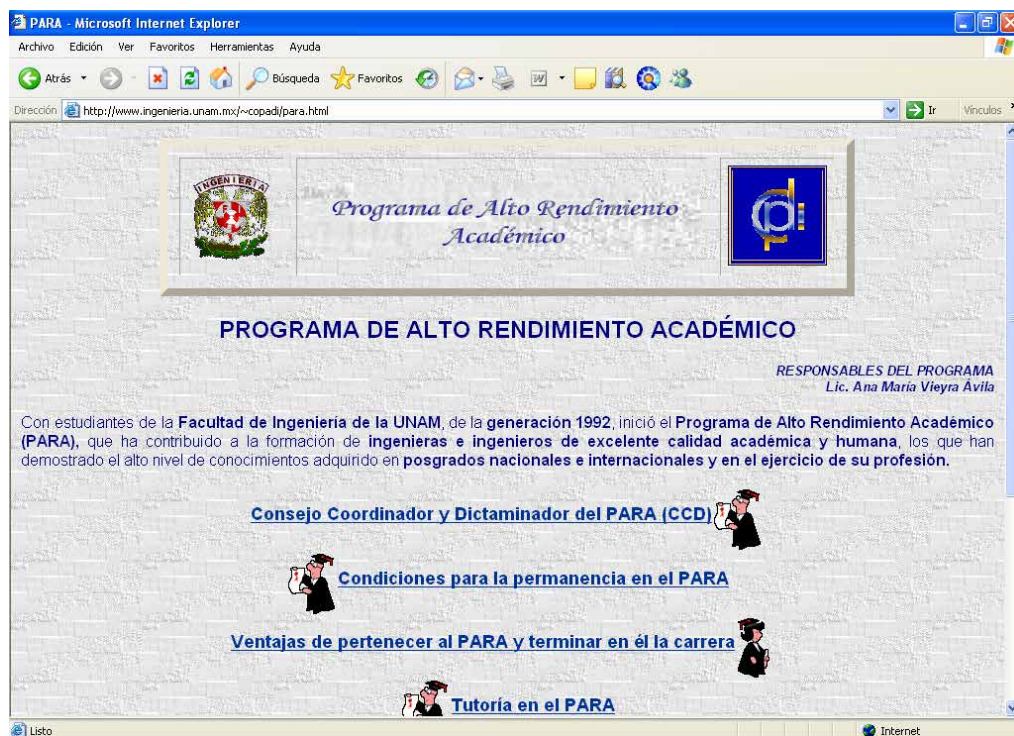 PARA - Microsoft Internet Explorer
Archivo Edición Ver Favoritos Herramientas Ayuda
Atrás Búsqueda Favoritos
Dirección http://www.ingenieria.unam.mx/~copadi/para.html Ir Vínculos
INGENIERIA
Programa de Alto Rendimiento
Académico
PROGRAMA DE ALTO RENDIMIENTO ACADÉMICO
RESPONSABLES DEL PROGRAMA
Lic. Ana María Vieyra Ávila
Con estudiantes de la Facultad de Ingeniería de la UNAM, de la generación 1992, inició el Programa de Alto Rendimiento Académico
(PARA), que ha contribuido a la formación de ingenieras e ingenieros de excelente calidad académica y humana, los que han
demostrado el alto nivel de conocimientos adquirido en posgrados nacionales e internacionales y en el ejercicio de su profesión.
Consejo Coordinador y Dictaminador del PARA (CCD)
Condiciones para la permanencia en el PARA
Ventajas de pertenecer al PARA y terminar en él la carrera
Tutoría en el PARA
Listo Internet